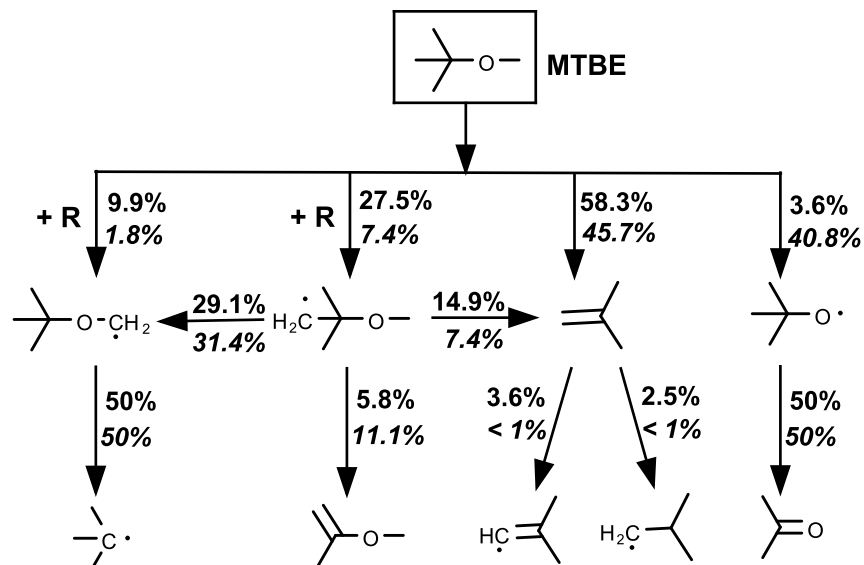 O
MTBE
+ R
9.9%
1.8%
+ R
27.5%
7.4%
58.3%
45.7%
3.6%
40.8%
O
CH2
29.1%
31.4%
H2C
O
14.9%
7.4%
O
50%
50%
5.8%
11.1%
3.6%
< 1%
2.5%
< 1%
50%
50%
C
O
HC
H2C
O